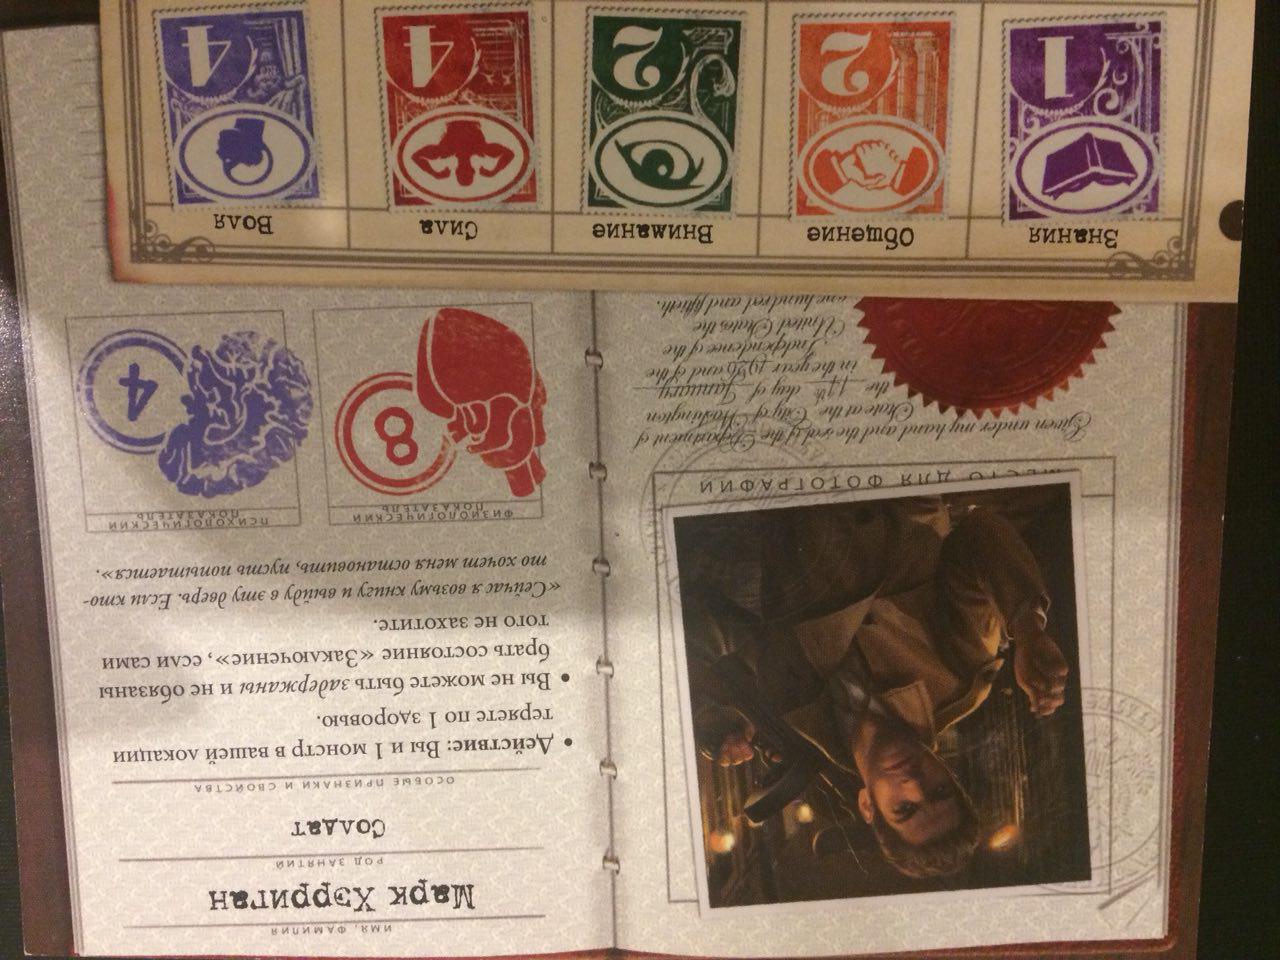 ИМЯ, ФАМИЛИЯ
Марк Хэрриган
РОД ЗАНЯТИЙ
Солдат
ОСОБЫЕ ПРИЗНАКИ И СВОЙСТВА
• Действие: Вы и 1 монстр в вашей локации
теряете по 1 здоровью.
• Вы не можете быть задержаны и не обязаны
брать состояние «Заключение», если сами
того не захотите.
«Сейчас я возьму книгу и выйду в эту дверь. Если кто-
то хочет меня остановить, пусть попытается».
ФИЗИОЛОГИЧЕСКИЙ
ПОКАЗАТЕЛЬ
8
ПСИХОЛОГИЧЕСКИЙ
ПОКАЗАТЕЛЬ
4
МЕСТО ДЛЯ ФОТОГРАФИИ
Given under my hand and the seal of the Department of
State at the City of Washington
the 14th day of January
in the year 1926 and of the
Independence of the
United States the
one hundred and fiftieth.
Знания
1
Общение
2
Внимание
2
Сила
4
Воля
4